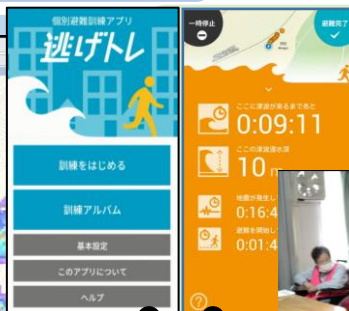 個別避難訓練アプリ
逃げトレ
訓練をはじめる
訓練アルバム
基本設定
このアプリについて
ヘルプ
一時停止
避難完了
ここに津波が来るまであと
0:09:11
ここの津波浸水深
10
地震が発生し
0:16:4
避難を開始し
0:01:4
?